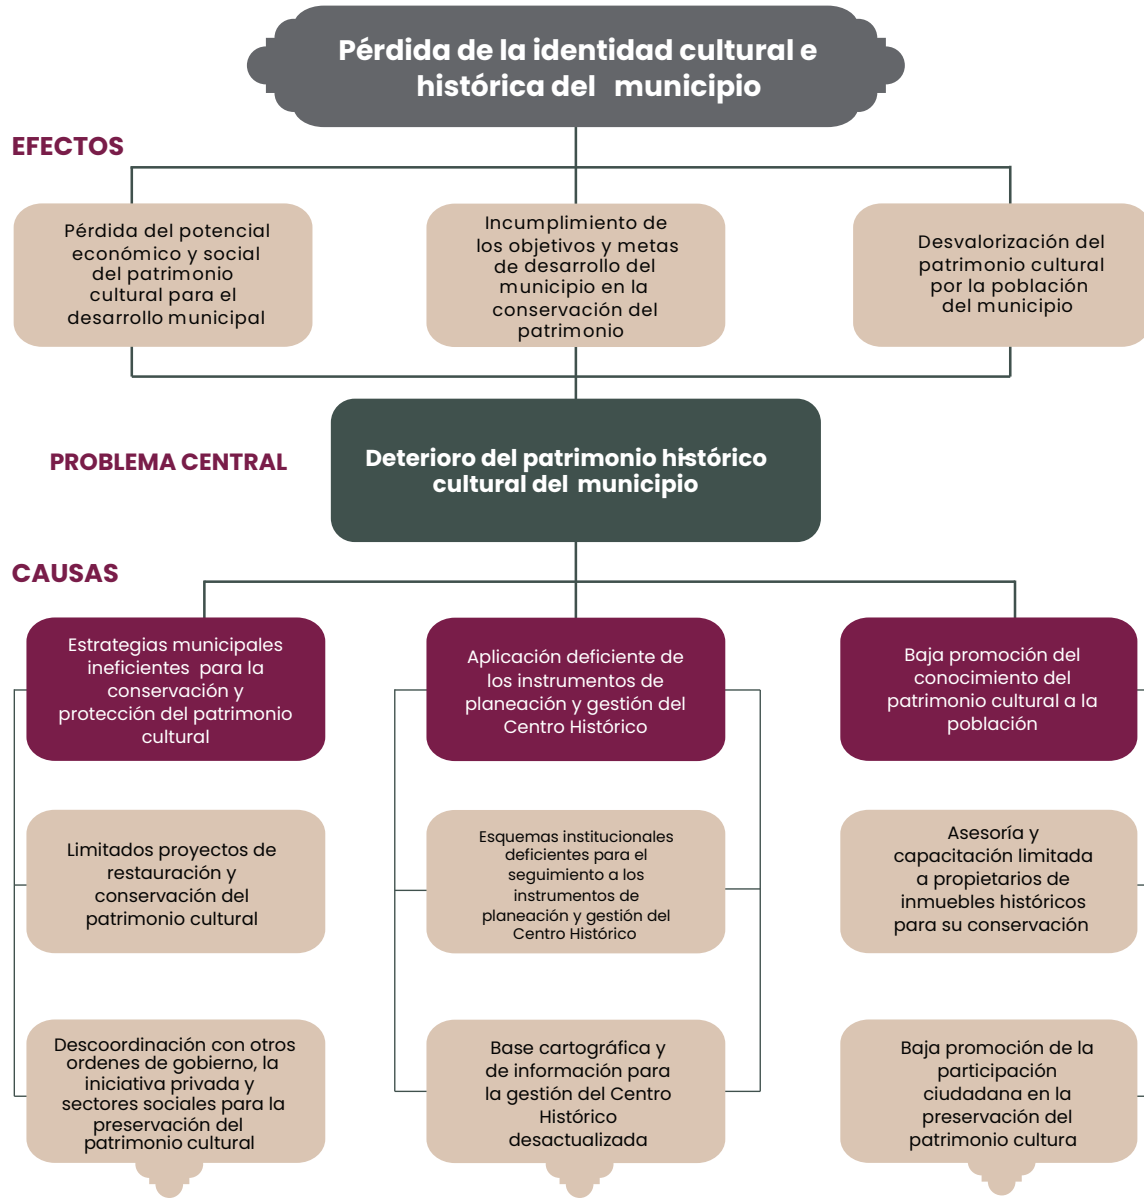 Pérdida de la identidad cultural e
histórica del municipio
EFECTOS
Pérdida del potencial
económico y social
del patrimonio
cultural para el
desarrollo municipal
Incumplimiento de
los objetivos y metas
de desarrollo del
municipio en la
conservación del
patrimonio
Desvalorización del
patrimonio cultural
por la población
del municipio
PROBLEMA CENTRAL
Deterioro del patrimonio histórico
cultural del municipio
CAUSAS
Estrategias municipales
ineficientes para la
conservación y
protección del patrimonio
cultural
Aplicación deficiente de
los instrumentos de
planeación y gestión del
Centro Histórico
Baja promoción del
conocimiento del
patrimonio cultural a la
población
Limitados proyectos de
restauración y
conservación del
patrimonio cultural
Esquemas institucionales
deficientes para el
seguimiento a los
instrumentos de
planeación y gestión del
Centro Histórico
Asesoría y
capacitación limitada
a propietarios de
inmuebles históricos
para su conservación
Descoordinación con otros
ordenes de gobierno, la
iniciativa privada y
sectores sociales para la
preservación del
patrimonio cultural
Base cartográfica y
de información para
la gestión del Centro
Histórico
desactualizada
Baja promoción de la
participación
ciudadana en la
preservación del
patrimonio cultura